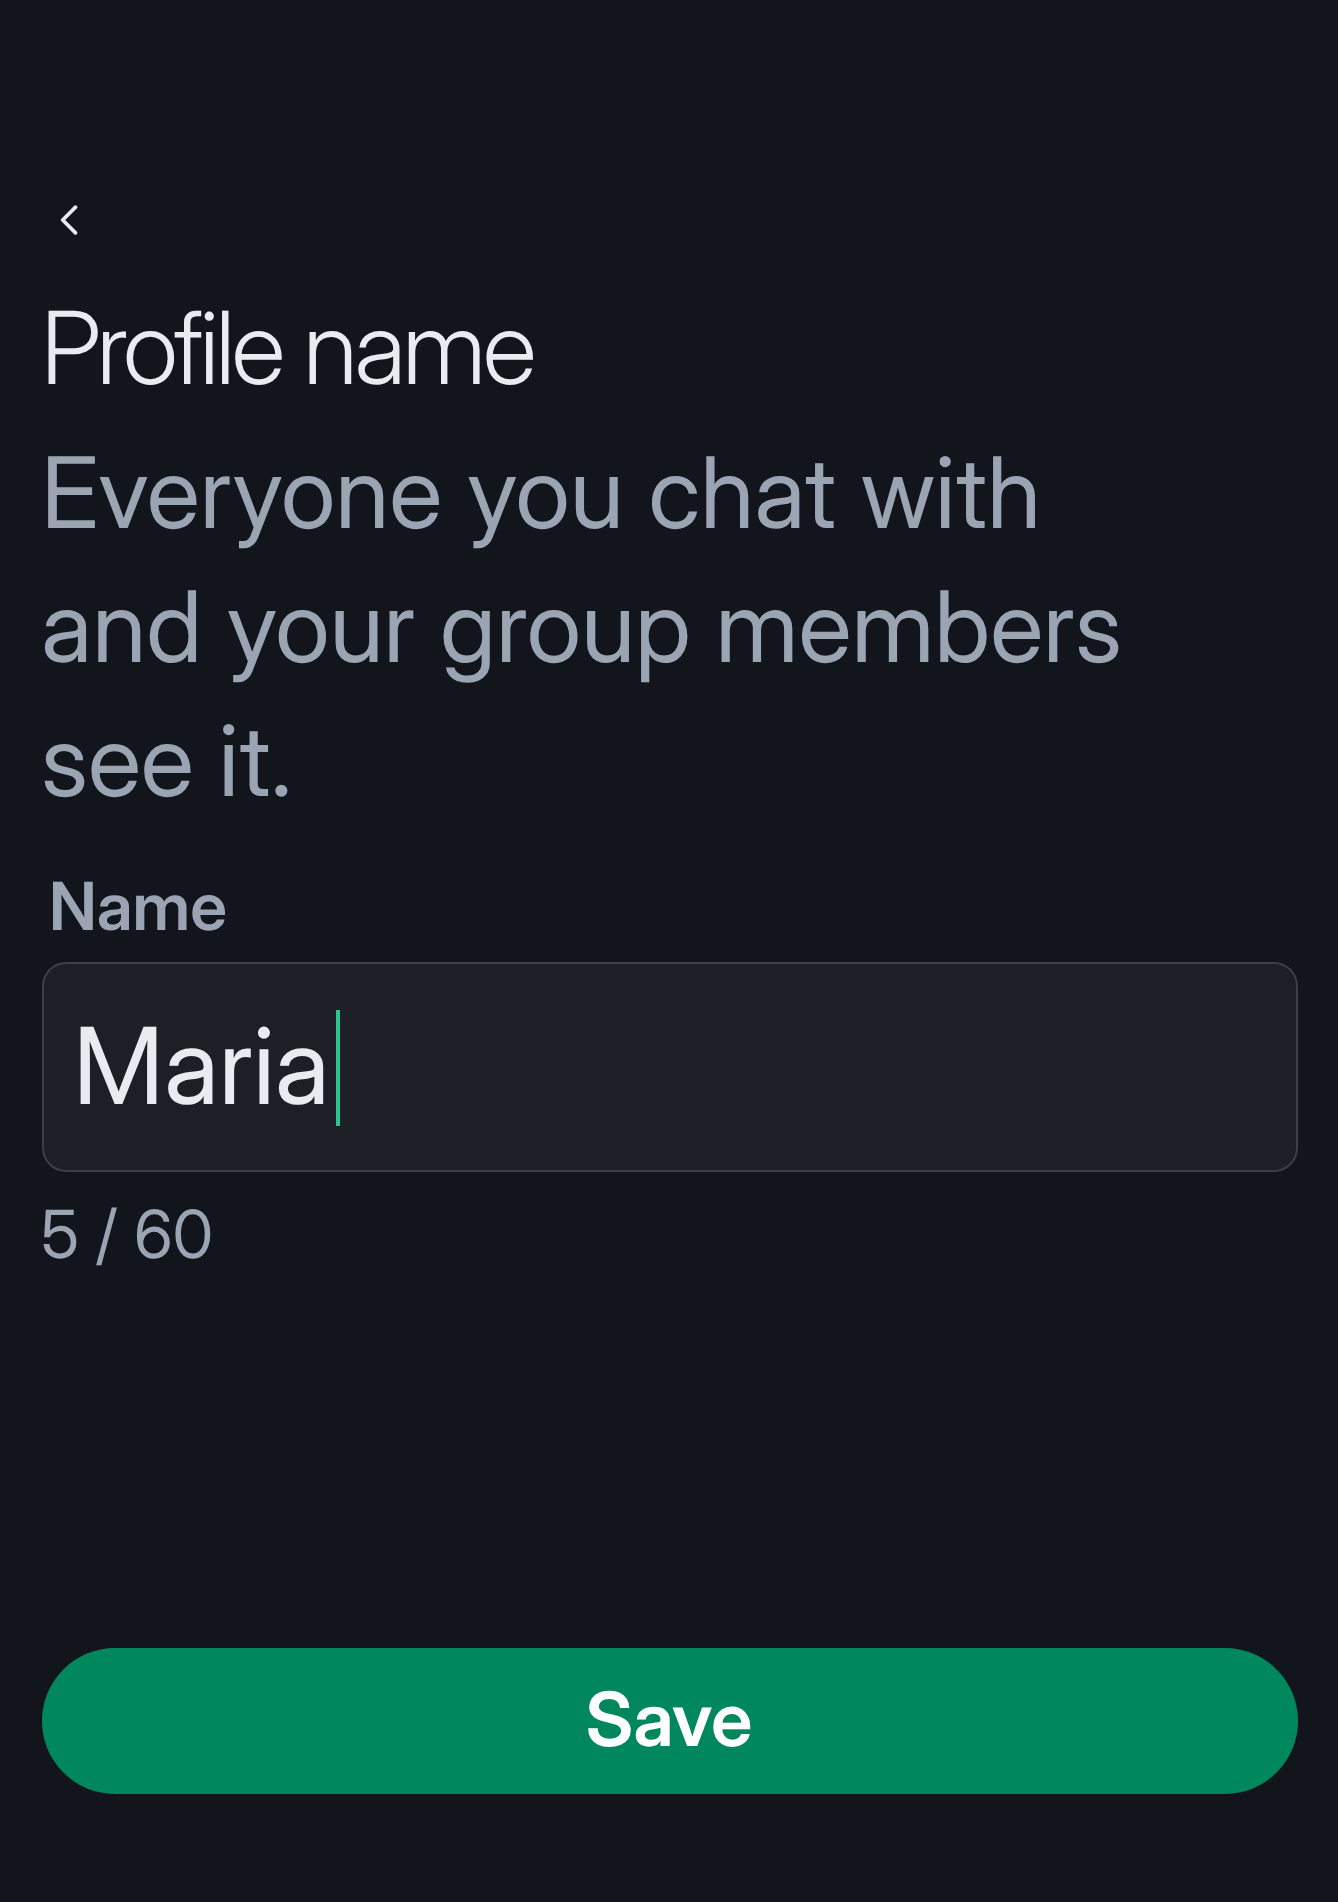 Profile name
Everyone you chat with
and your group members
see it.
Name
Maria
5 / 60
Save